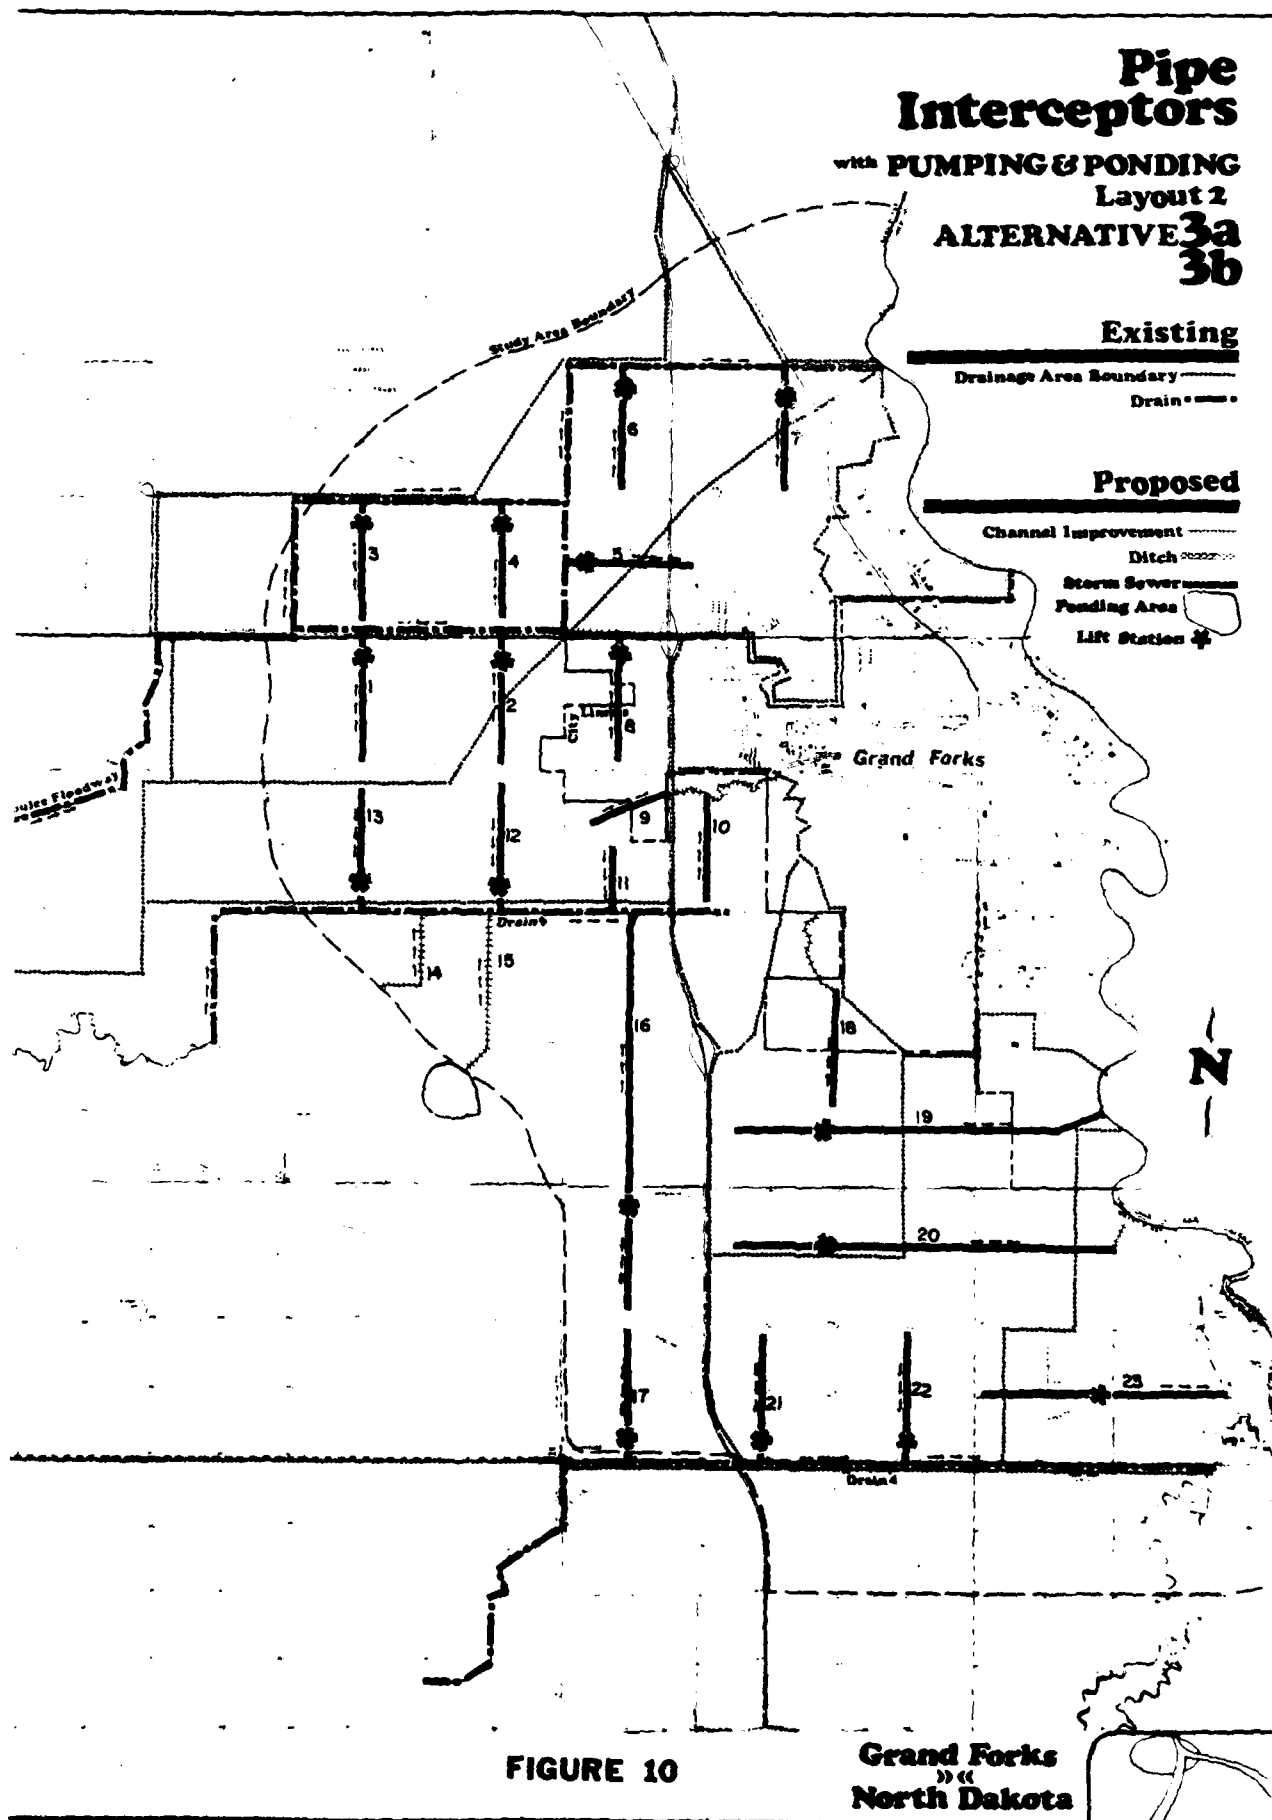 Pipe
Interceptors
with PUMPING & PONDING
Layout 2
ALTERNATIVE 3a
3b
Existing
Drainage Area Boundary
Drain
Proposed
Channel Improvement
Ditch
Storm Sewer
Ponding Area
Lift Station
Study Area Boundary
6
7
3
4
5
1
2
City Limits
8
Floodway
Grand Forks
13
12
9
10
11
Drain 9
14
15
16
18
N
19
20
17
21
22
23
Drain 4
FIGURE 10
Grand Forks
»»««
North Dakota